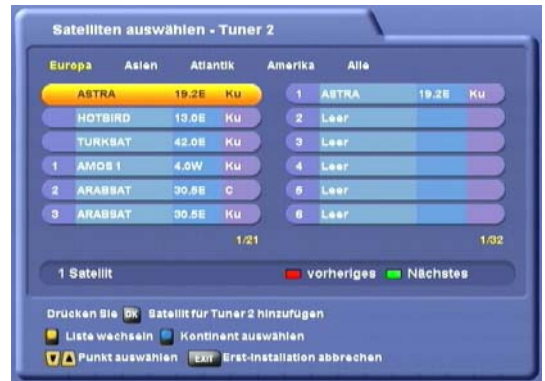 Satelliten auswählen - Tuner 2
Europa Asien Atlantik Amerika Alle
ASTRA 19.2E Ku
HOTBIRD 13.0E Ku
TURKSAT 42.0E Ku
1 AMOS 1 4.0W Ku
2 ARABSAT 30.5E C
3 ARABSAT 30.5E Ku
1/21
1 ASTRA 19.2E Ku
2 Leer
3 Leer
4 Leer
5 Leer
6 Leer
1/32
1 Satellit vorheriges Nächstes
Drücken Sie OK Satellit für Tuner 2 hinzufügen
Liste wechseln Kontinent auswählen
Punkt auswählen EXIT Erst-Installation abbrechen